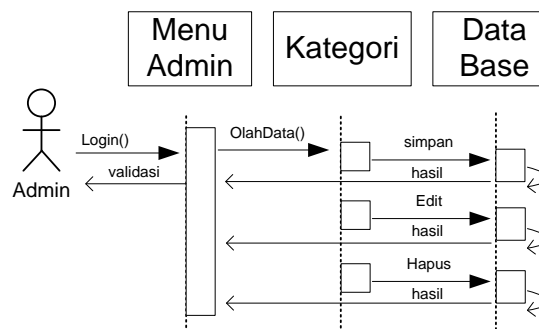 Menu
Admin
Kategori
Data
Base
Login()
OlahData()
simpan
validasi
hasil
Admin
Edit
hasil
Hapus
hasil